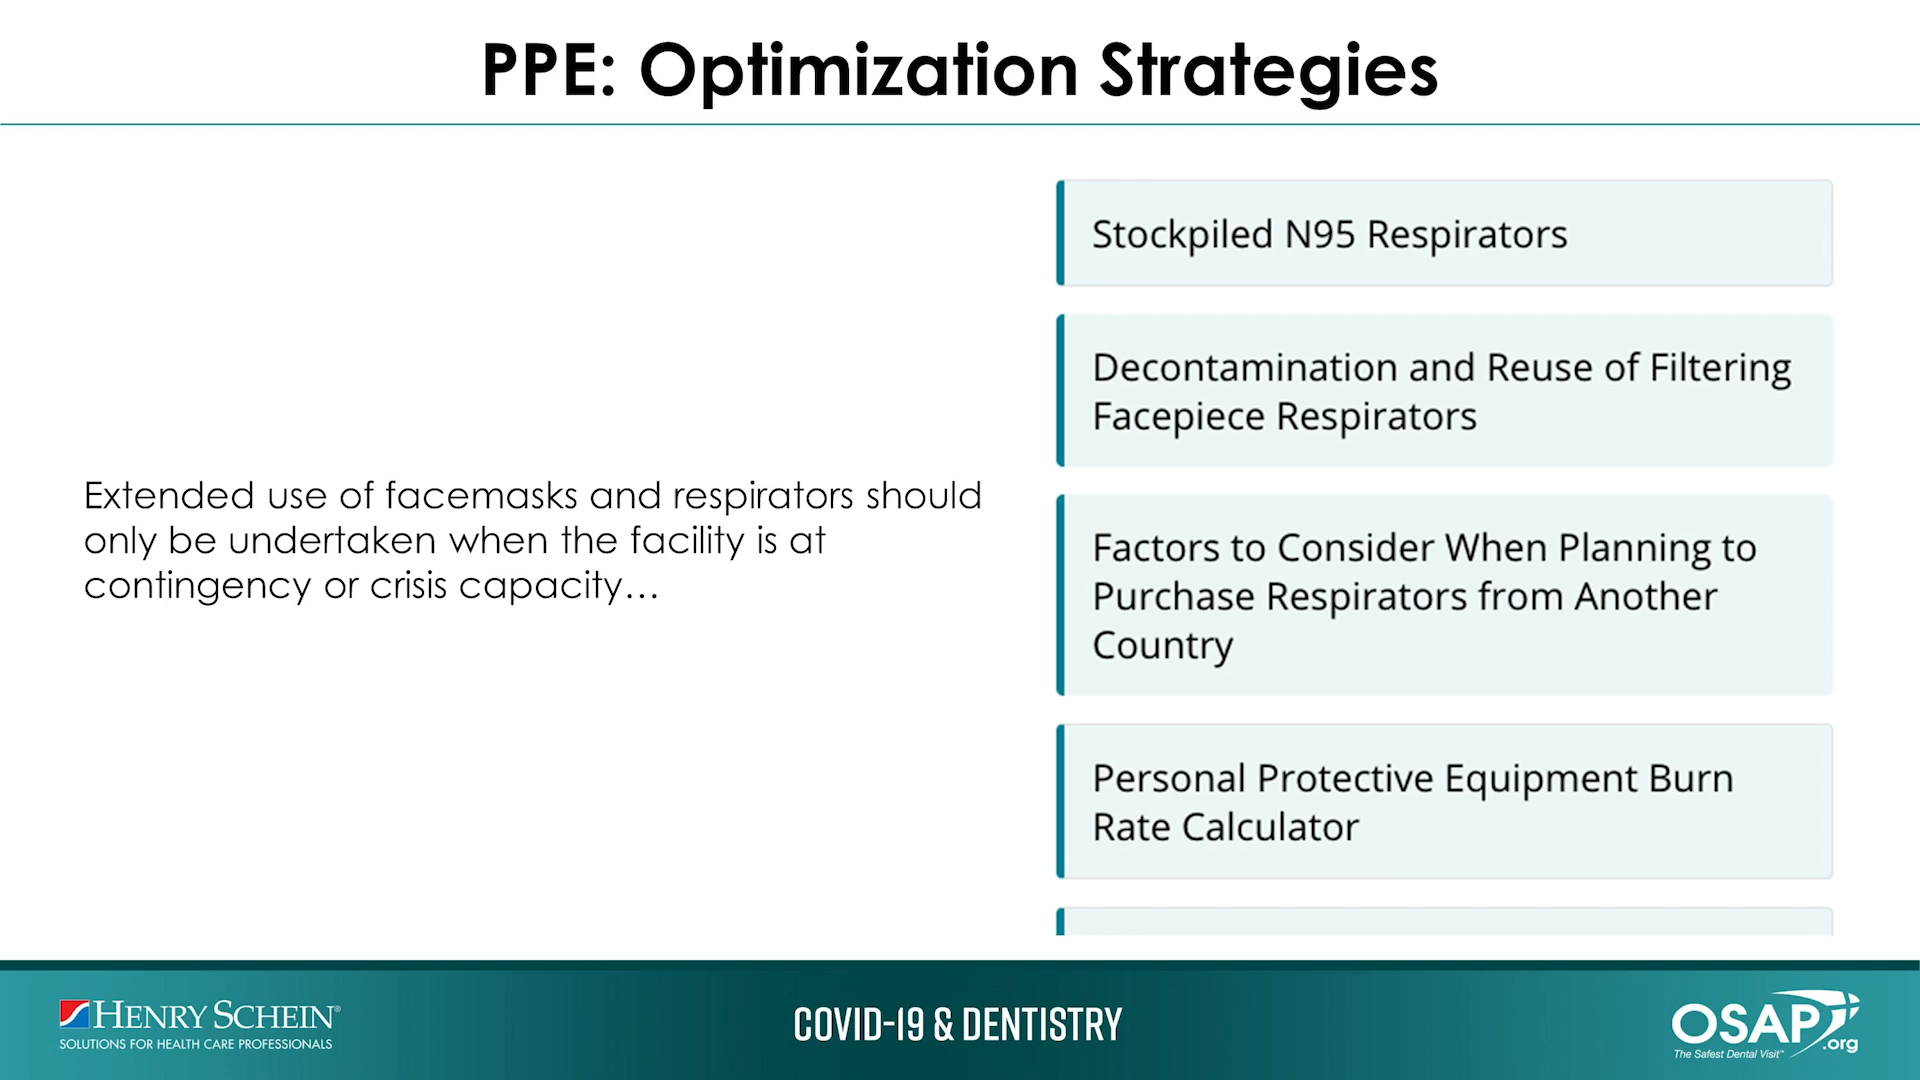 PPE: Optimization Strategies
Extended use of facemasks and respirators should
only be undertaken when the facility is at
contingency or crisis capacity…
Stockpiled N95 Respirators
Decontamination and Reuse of Filtering
Facepiece Respirators
Factors to Consider When Planning to
Purchase Respirators from Another
Country
Personal Protective Equipment Burn
Rate Calculator
HENRY SCHEIN®
SOLUTIONS FOR HEALTH CARE PROFESSIONALS
COVID-19 & DENTISTRY
OSAP
.org
The Safest Dental Visit™